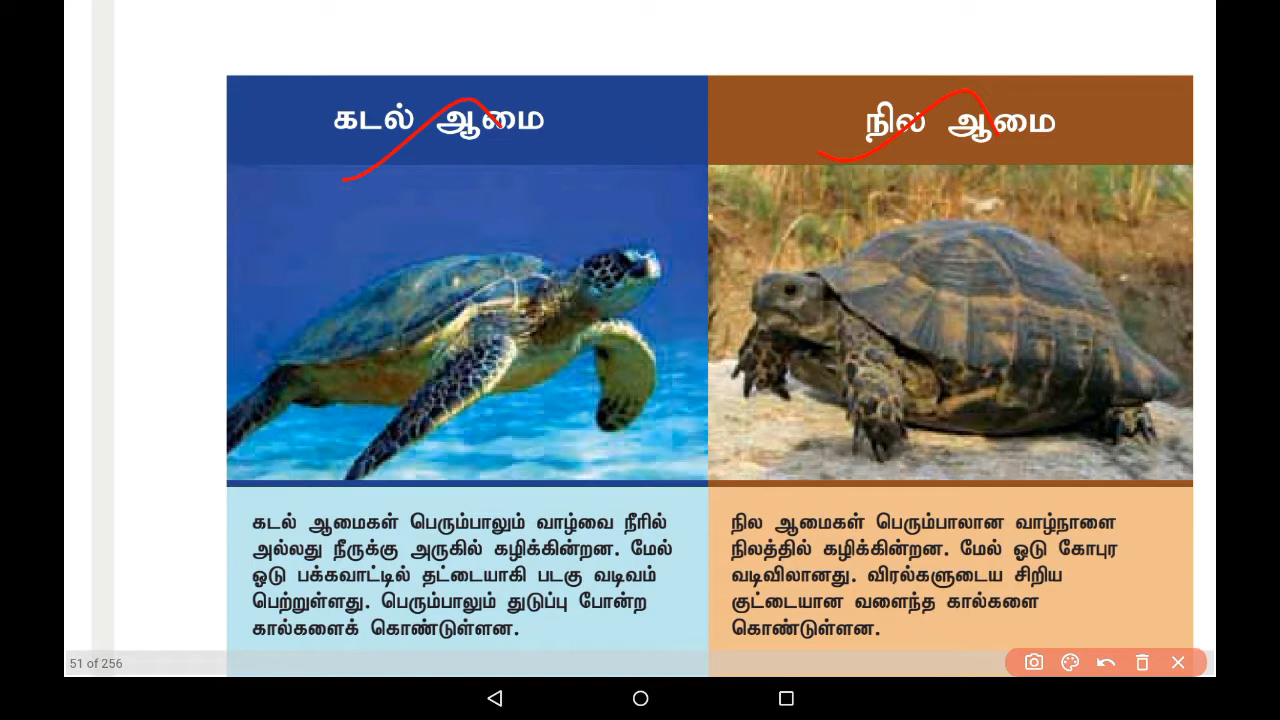 கடல் ஆமை
நில ஆமை
கடல் ஆமைகள் பெரும்பாலும் வாழ்வை நீரில்
அல்லது நீருக்கு அருகில் கழிக்கின்றன. மேல்
ஓடு பக்கவாட்டில் தட்டையாகி படகு வடிவம்
பெற்றுள்ளது. பெரும்பாலும் துடுப்பு போன்ற
கால்களைக் கொண்டுள்ளன.
நில ஆமைகள் பெரும்பாலான வாழ்நாளை
நிலத்தில் கழிக்கின்றன. மேல் ஓடு கோபுர
வடிவிலானது. விரல்களுடைய சிறிய
குட்டையான வளைந்த கால்களை
கொண்டுள்ளன.
51 of 256